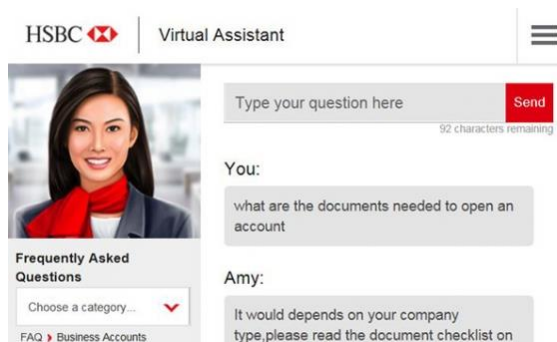 HSBC
Virtual Assistant
Type your question here
Send
92 characters remaining
You:
what are the documents needed to open an
account
Amy:
It would depends on your company
type,please read the document checklist on
Frequently Asked
Questions
Choose a category...
FAQ > Business Accounts